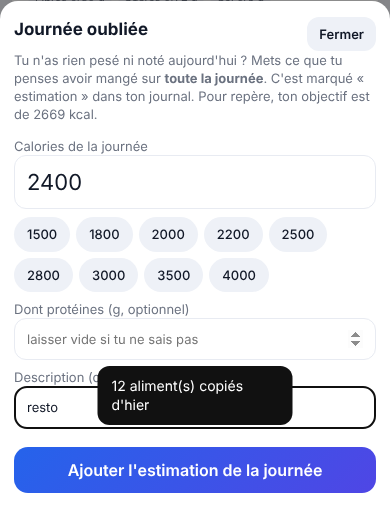 Journée oubliée
Fermer
Tu n'as rien pesé ni noté aujourd'hui ? Mets ce que tu
penses avoir mangé sur toute la journée. C'est marqué «
estimation » dans ton journal. Pour repère, ton objectif est
de 2669 kcal.
Calories de la journée
2400
1500 1800 2000 2200 2500
2800 3000 3500 4000
Dont protéines (g, optionnel)
laisser vide si tu ne sais pas
Description (
12 aliment(s) copiés
d'hier
resto
Ajouter l'estimation de la journée